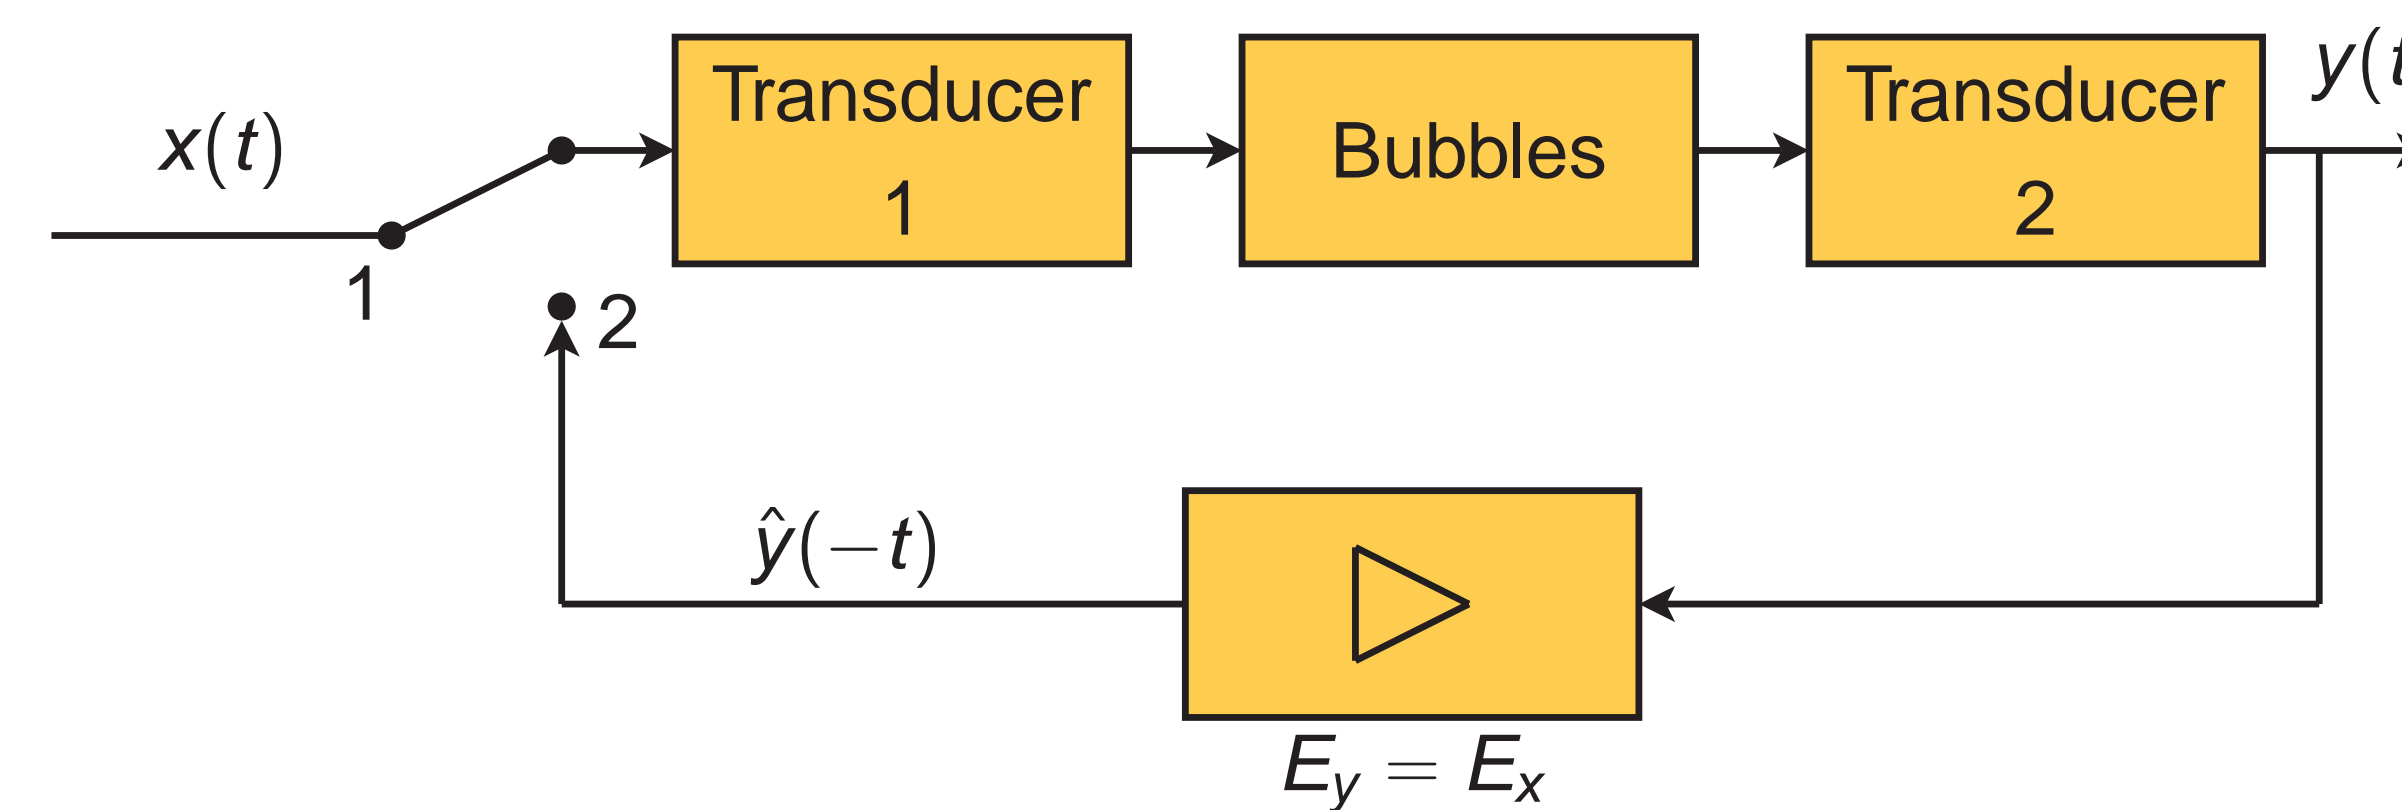 x(t)
1
2
Transducer
1
Bubbles
Transducer
2
y(t
ŷ(−t)
E_y = E_x